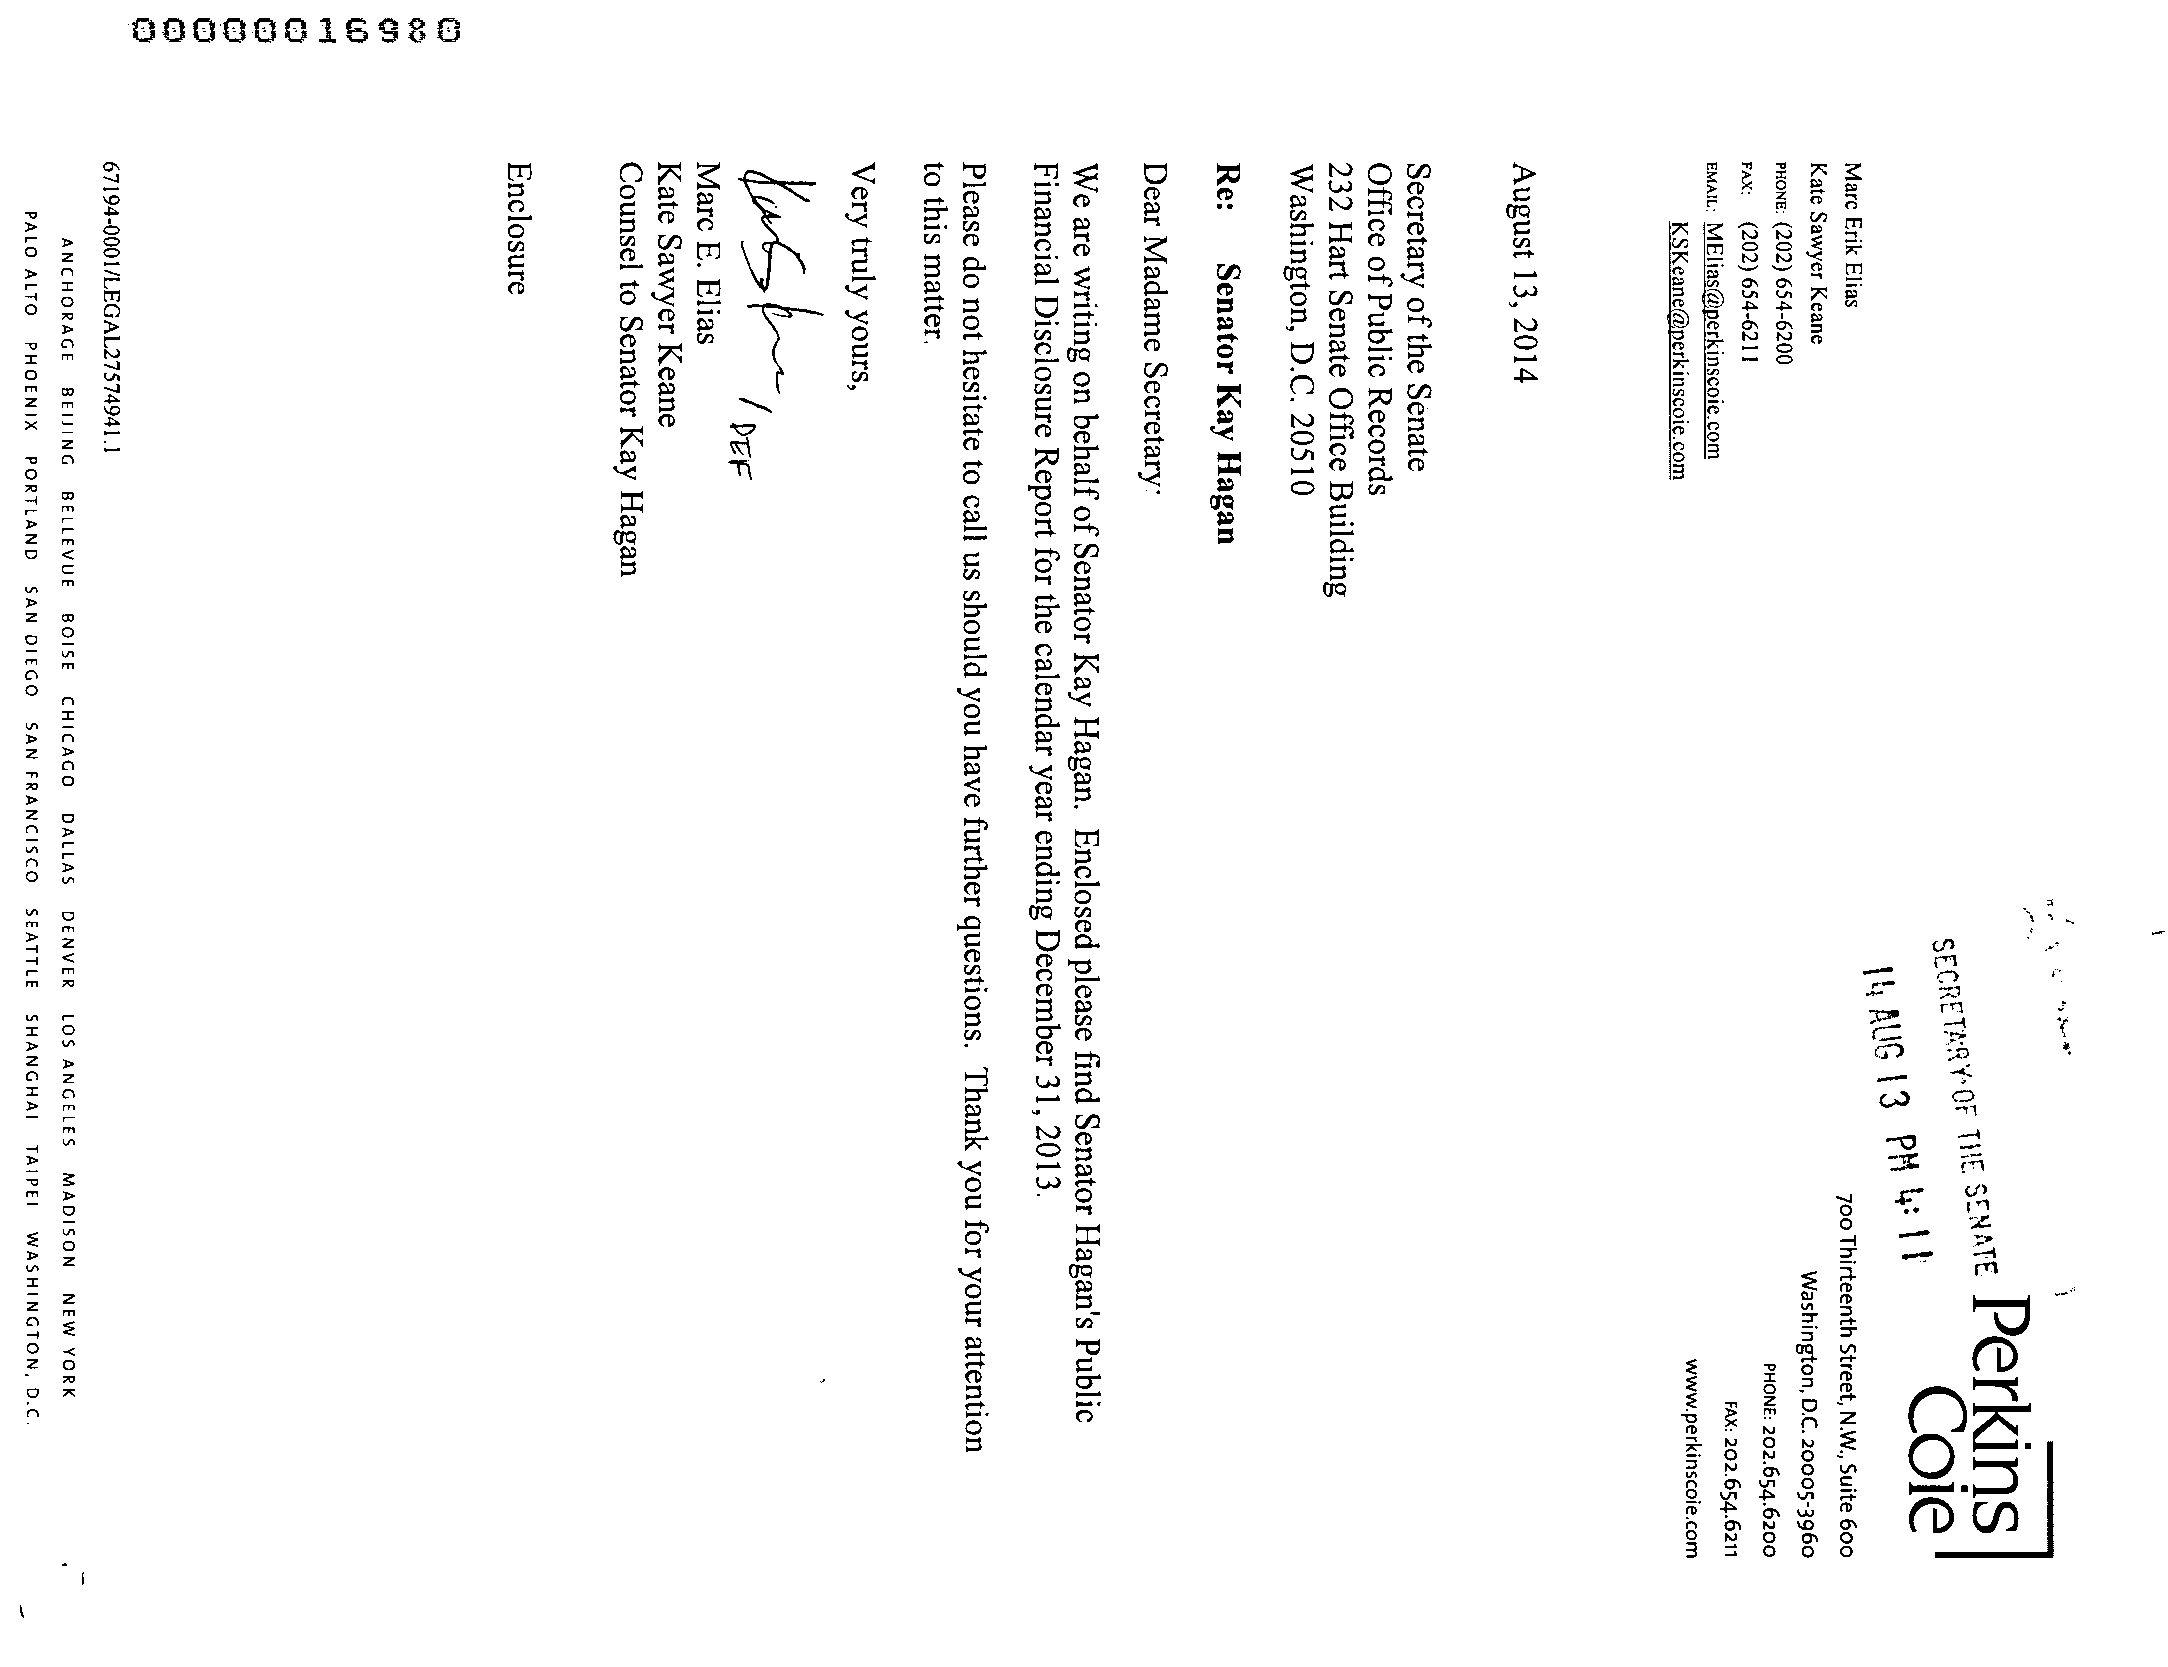 00000016980
SECRETARY OF THE SENATE
14 AUG 13 PM 4:11
Perkins
Coie
Marc Erik Elias
Kate Sawyer Keane
PHONE: (202) 654-6200
FAX: (202) 654-6211
EMAIL: MElias@perkinscoie.com
KSKeane@perkinscoie.com
700 Thirteenth Street, N.W., Suite 600
Washington, D.C. 20005-3960
PHONE: 202.654.6200
FAX: 202.654.6211
www.perkinscoie.com
August 13, 2014
Secretary of the Senate
Office of Public Records
232 Hart Senate Office Building
Washington, D.C. 20510
Re: Senator Kay Hagan
Dear Madame Secretary:
We are writing on behalf of Senator Kay Hagan. Enclosed please find Senator Hagan's Public
Financial Disclosure Report for the calendar year ending December 31, 2013.
Please do not hesitate to call us should you have further questions. Thank you for your attention
to this matter.
Very truly yours,
/DEF
Marc E. Elias
Kate Sawyer Keane
Counsel to Senator Kay Hagan
Enclosure
67194-0001/LEGAL27574941.1
ANCHORAGE BEIJING BELLEVUE BOISE CHICAGO DALLAS DENVER LOS ANGELES MADISON NEW YORK
PALO ALTO PHOENIX PORTLAND SAN DIEGO SAN FRANCISCO SEATTLE SHANGHAI TAIPEI WASHINGTON, D.C.